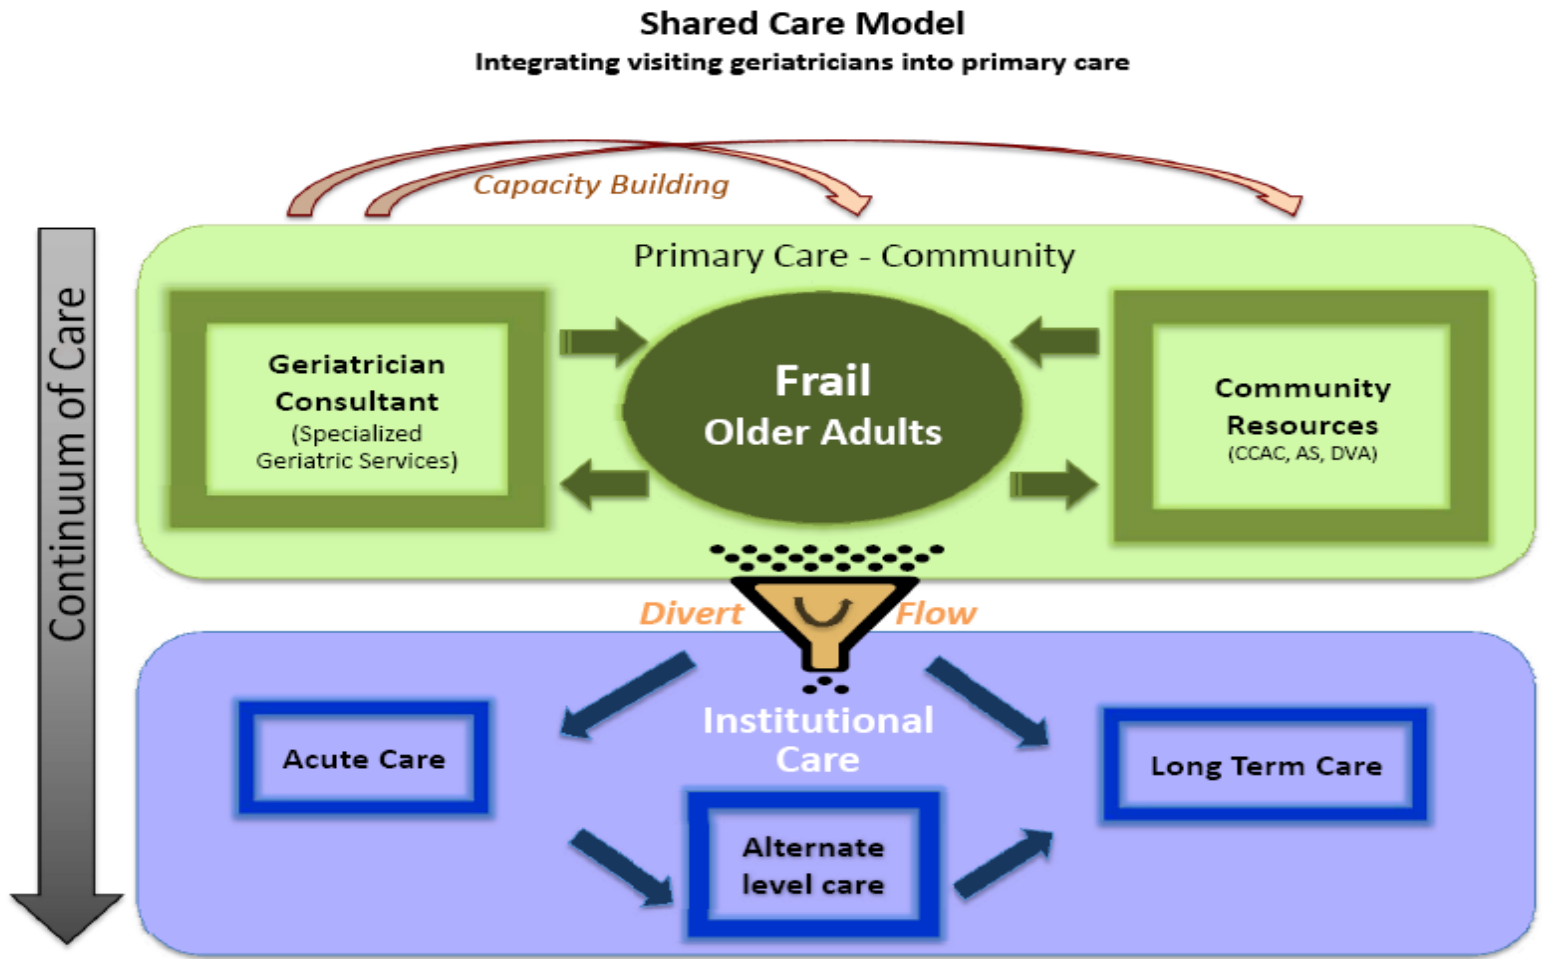 Shared Care Model
Integrating visiting geriatricians into primary care
Capacity Building
Continuum of Care
Primary Care - Community
Geriatrician
Consultant
(Specialized
Geriatric Services)
Frail
Older Adults
Community
Resources
(CCAC, AS, DVA)
Divert Flow
Institutional
Care
Acute Care
Long Term Care
Alternate
level care